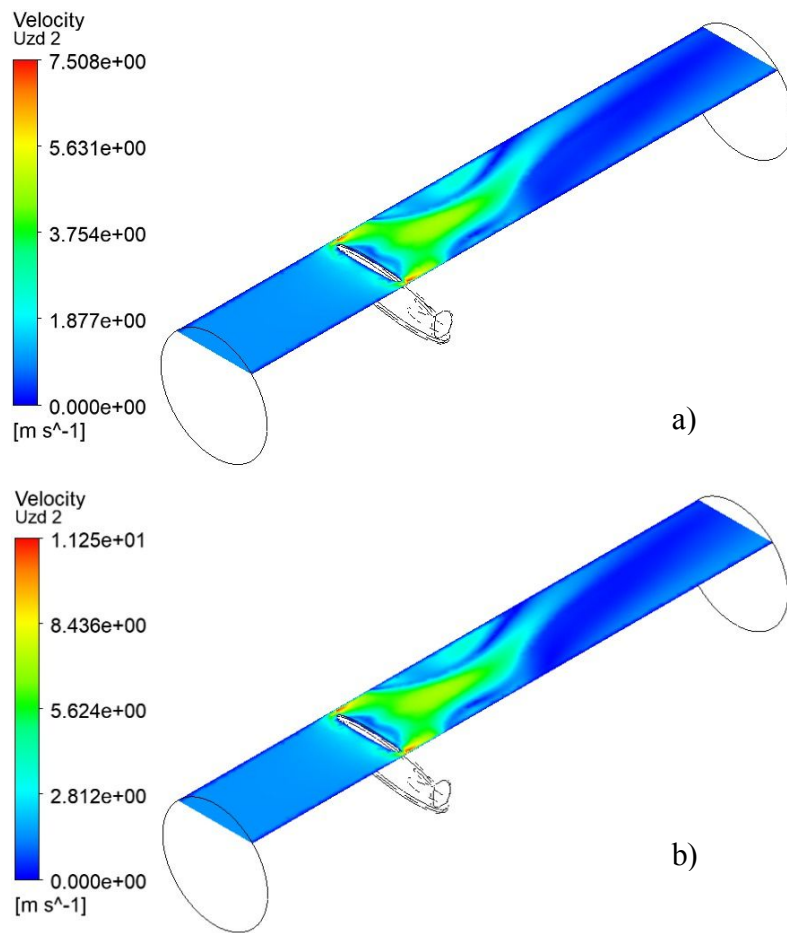 Velocity
Uzd 2
7.508e+00
5.631e+00
3.754e+00
1.877e+00
0.000e+00
[m s^-1]
a)
Velocity
Uzd 2
1.125e+01
8.436e+00
5.624e+00
2.812e+00
0.000e+00
[m s^-1]
b)